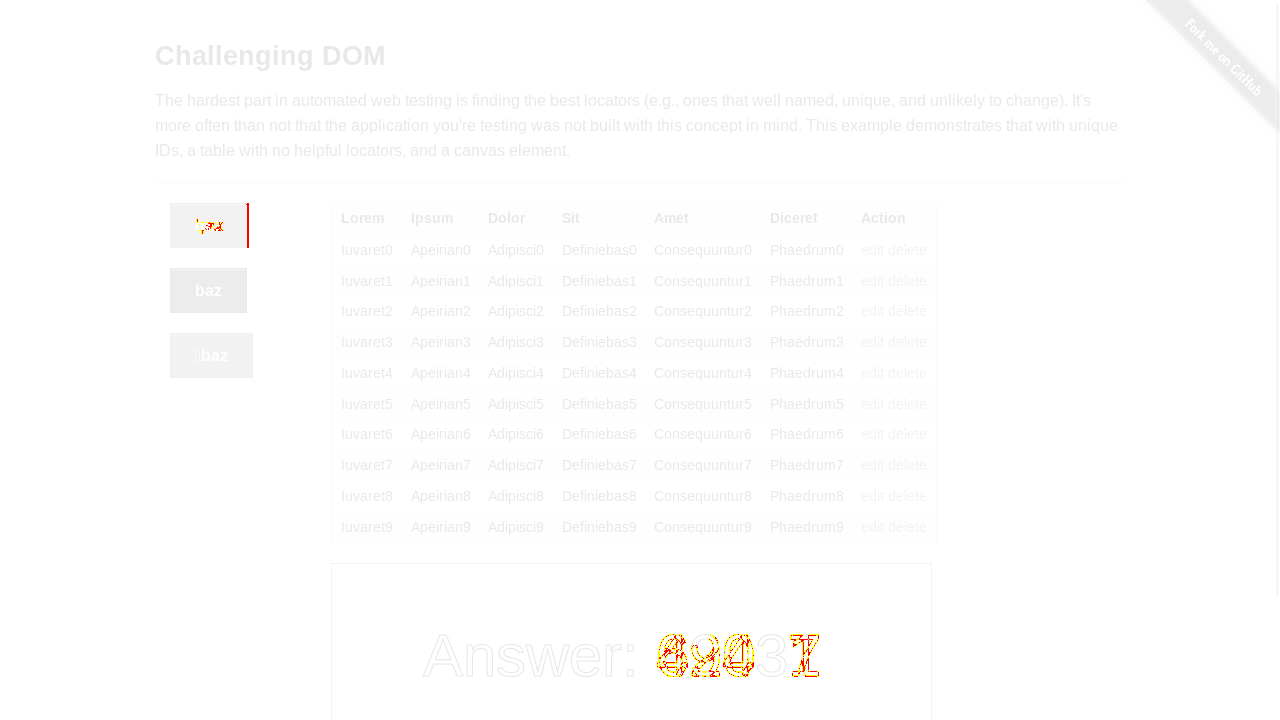 Fork me on GitHub
Challenging DOM
The hardest part in automated web testing is finding the best locators (e.g., ones that well named, unique, and unlikely to change). It's
more often than not that the application you're testing was not built with this concept in mind. This example demonstrates that with unique
IDs, a table with no helpful locators, and a canvas element.
baz
baz
Lorem Ipsum Dolor Sit Amet Diceret Action
Iuvaret0 Apeirian0 Adipisci0 Definiebas0 Consequuntur0 Phaedrum0 edit delete
Iuvaret1 Apeirian1 Adipisci1 Definiebas1 Consequuntur1 Phaedrum1 edit delete
Iuvaret2 Apeirian2 Adipisci2 Definiebas2 Consequuntur2 Phaedrum2 edit delete
Iuvaret3 Apeirian3 Adipisci3 Definiebas3 Consequuntur3 Phaedrum3 edit delete
Iuvaret4 Apeirian4 Adipisci4 Definiebas4 Consequuntur4 Phaedrum4 edit delete
Iuvaret5 Apeirian5 Adipisci5 Definiebas5 Consequuntur5 Phaedrum5 edit delete
Iuvaret6 Apeirian6 Adipisci6 Definiebas6 Consequuntur6 Phaedrum6 edit delete
Iuvaret7 Apeirian7 Adipisci7 Definiebas7 Consequuntur7 Phaedrum7 edit delete
Iuvaret8 Apeirian8 Adipisci8 Definiebas8 Consequuntur8 Phaedrum8 edit delete
Iuvaret9 Apeirian9 Adipisci9 Definiebas9 Consequuntur9 Phaedrum9 edit delete
Answer: